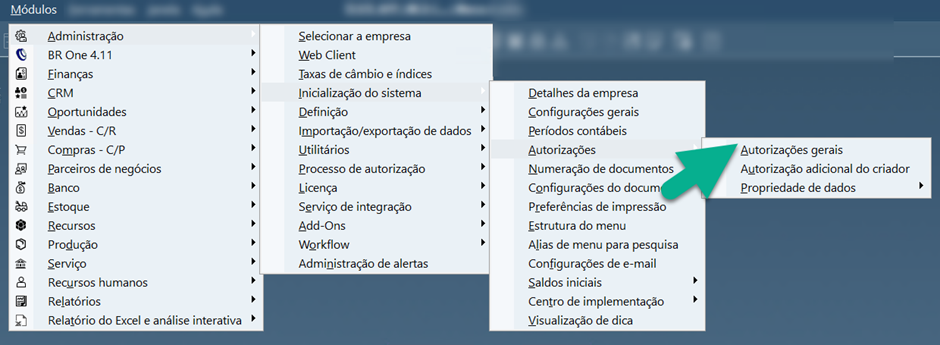 Módulos
Administração
BR One 4.11
Finanças
CRM
Oportunidades
Vendas - C/R
Compras - C/P
Parceiros de negócios
Banco
Estoque
Recursos
Produção
Serviço
Recursos humanos
Relatórios
Relatório do Excel e análise interativa
Selecionar a empresa
Web Client
Taxas de câmbio e índices
Inicialização do sistema
Definição
Importação/exportação de dados
Utilitários
Processo de autorização
Licença
Serviço de integração
Add-Ons
Workflow
Administração de alertas
Detalhes da empresa
Configurações gerais
Períodos contábeis
Autorizações
Numeração de documentos
Configurações do docume
Preferências de impressão
Estrutura do menu
Alias de menu para pesquisa
Configurações de e-mail
Saldos iniciais
Centro de implementação
Visualização de dica
Autorizações gerais
Autorização adicional do criador
Propriedade de dados